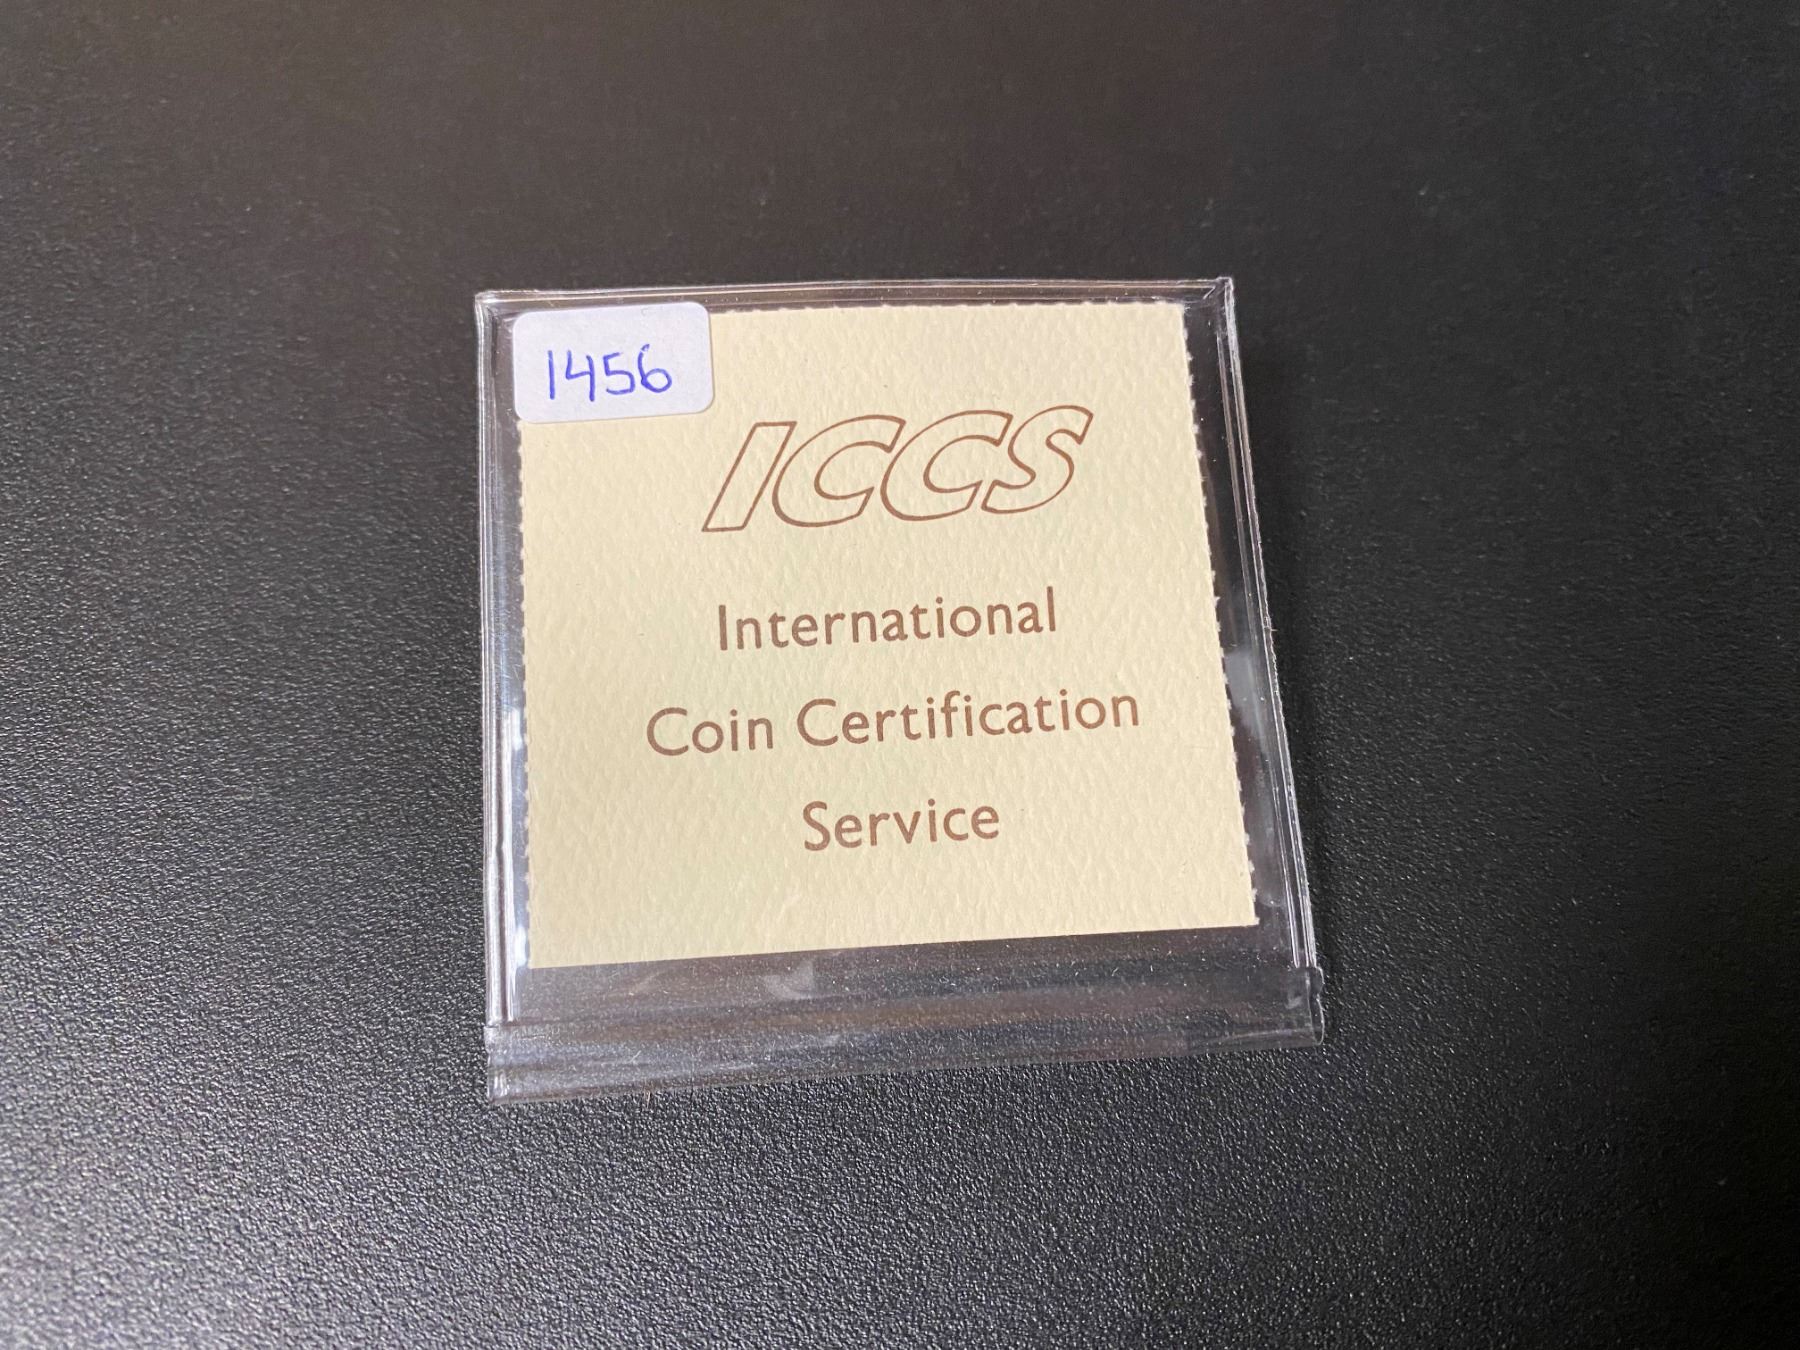 1456
ICCS
International
Coin Certification
Service